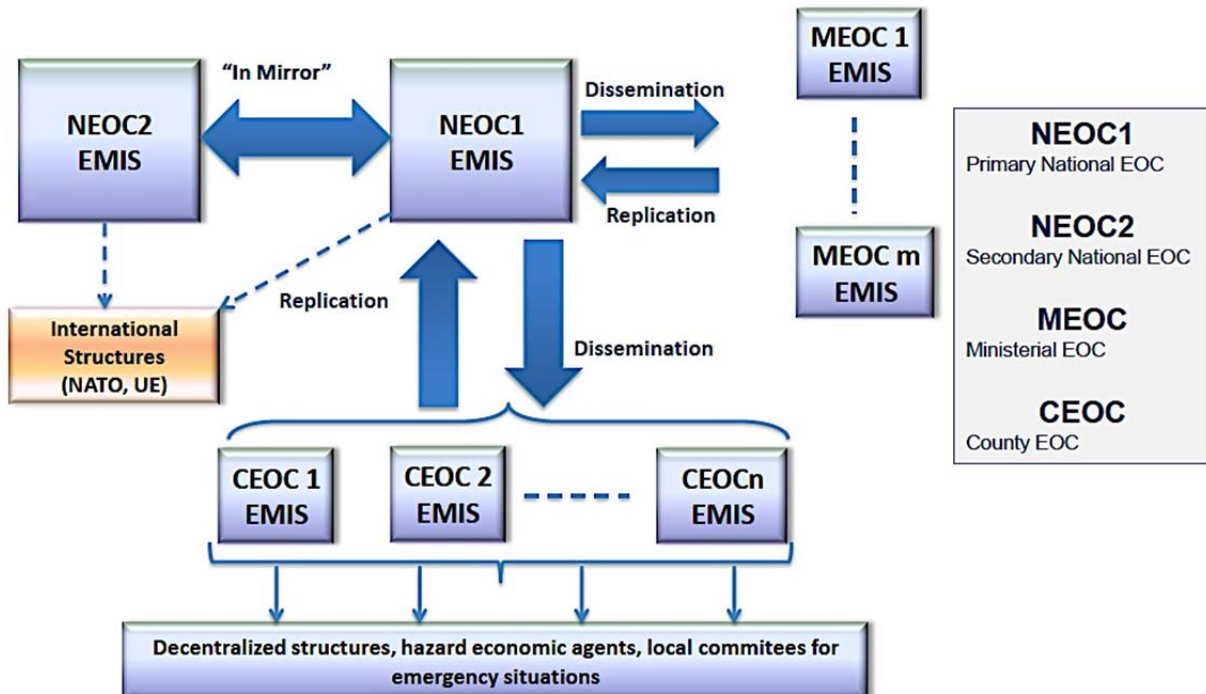 "In Mirror"
NEOC2
EMIS
NEOC1
EMIS
Dissemination
Replication
MEOC 1
EMIS
MEOC m
EMIS
NEOC1
Primary National EOC
NEOC2
Secondary National EOC
MEOC
Ministerial EOC
CEOC
County EOC
International
Structures
(NATO, UE)
Replication
Dissemination
CEOC 1
EMIS
CEOC 2
EMIS
CEOCn
EMIS
Decentralized structures, hazard economic agents, local commitees for
emergency situations